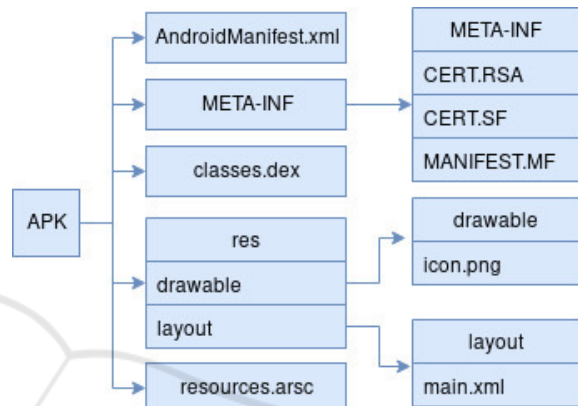 APK
AndroidManifest.xml
META-INF
classes.dex
res
drawable
layout
resources.arsc
META-INF
CERT.RSA
CERT.SF
MANIFEST.MF
drawable
icon.png
layout
main.xml